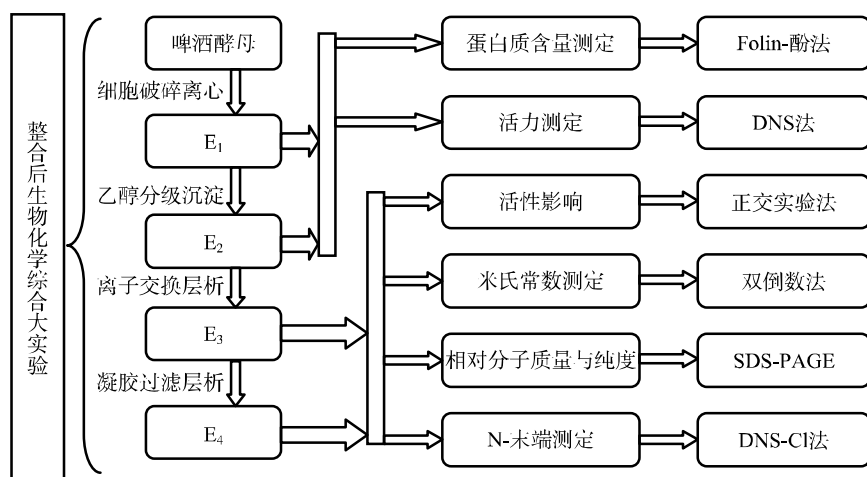 整合后生物化学综合大实验
啤酒酵母
细胞破碎离心
E₁
乙醇分级沉淀
E₂
离子交换层析
E₃
凝胶过滤层析
E₄
蛋白质含量测定
Folin-酚法
活力测定
DNS法
活性影响
正交实验法
米氏常数测定
双倒数法
相对分子质量与纯度
SDS-PAGE
N-末端测定
DNS-Cl法